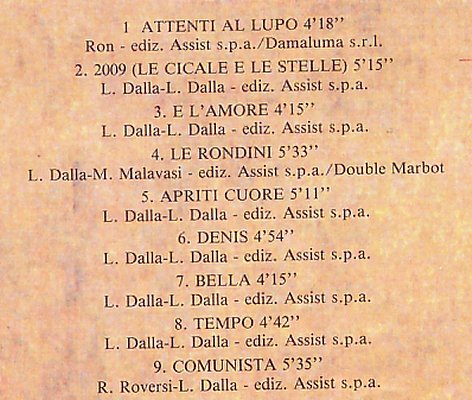 1 ATTENTI AL LUPO 4'18''
Ron - ediz. Assist s.p.a./Damaluma s.r.l.
2. 2009 (LE CICALE E LE STELLE) 5'15''
L. Dalla-L. Dalla - ediz. Assist s.p.a.
3. E L'AMORE 4'15''
L. Dalla-L. Dalla - ediz. Assist s.p.a.
4. LE RONDINI 5'33''
L. Dalla-M. Malavasi - ediz. Assist s.p.a./Double Marbot
5. APRITI CUORE 5'11''
L. Dalla-L. Dalla - ediz. Assist s.p.a.
6. DENIS 4'54''
L. Dalla-L. Dalla - ediz. Assist s.p.a.
7. BELLA 4'15''
L. Dalla-L. Dalla - ediz. Assist s.p.a.
8. TEMPO 4'42''
L. Dalla-L. Dalla - ediz. Assist s.p.a.
9. COMUNISTA 5'35''
R. Roversi-L. Dalla - ediz. Assist s.p.a.